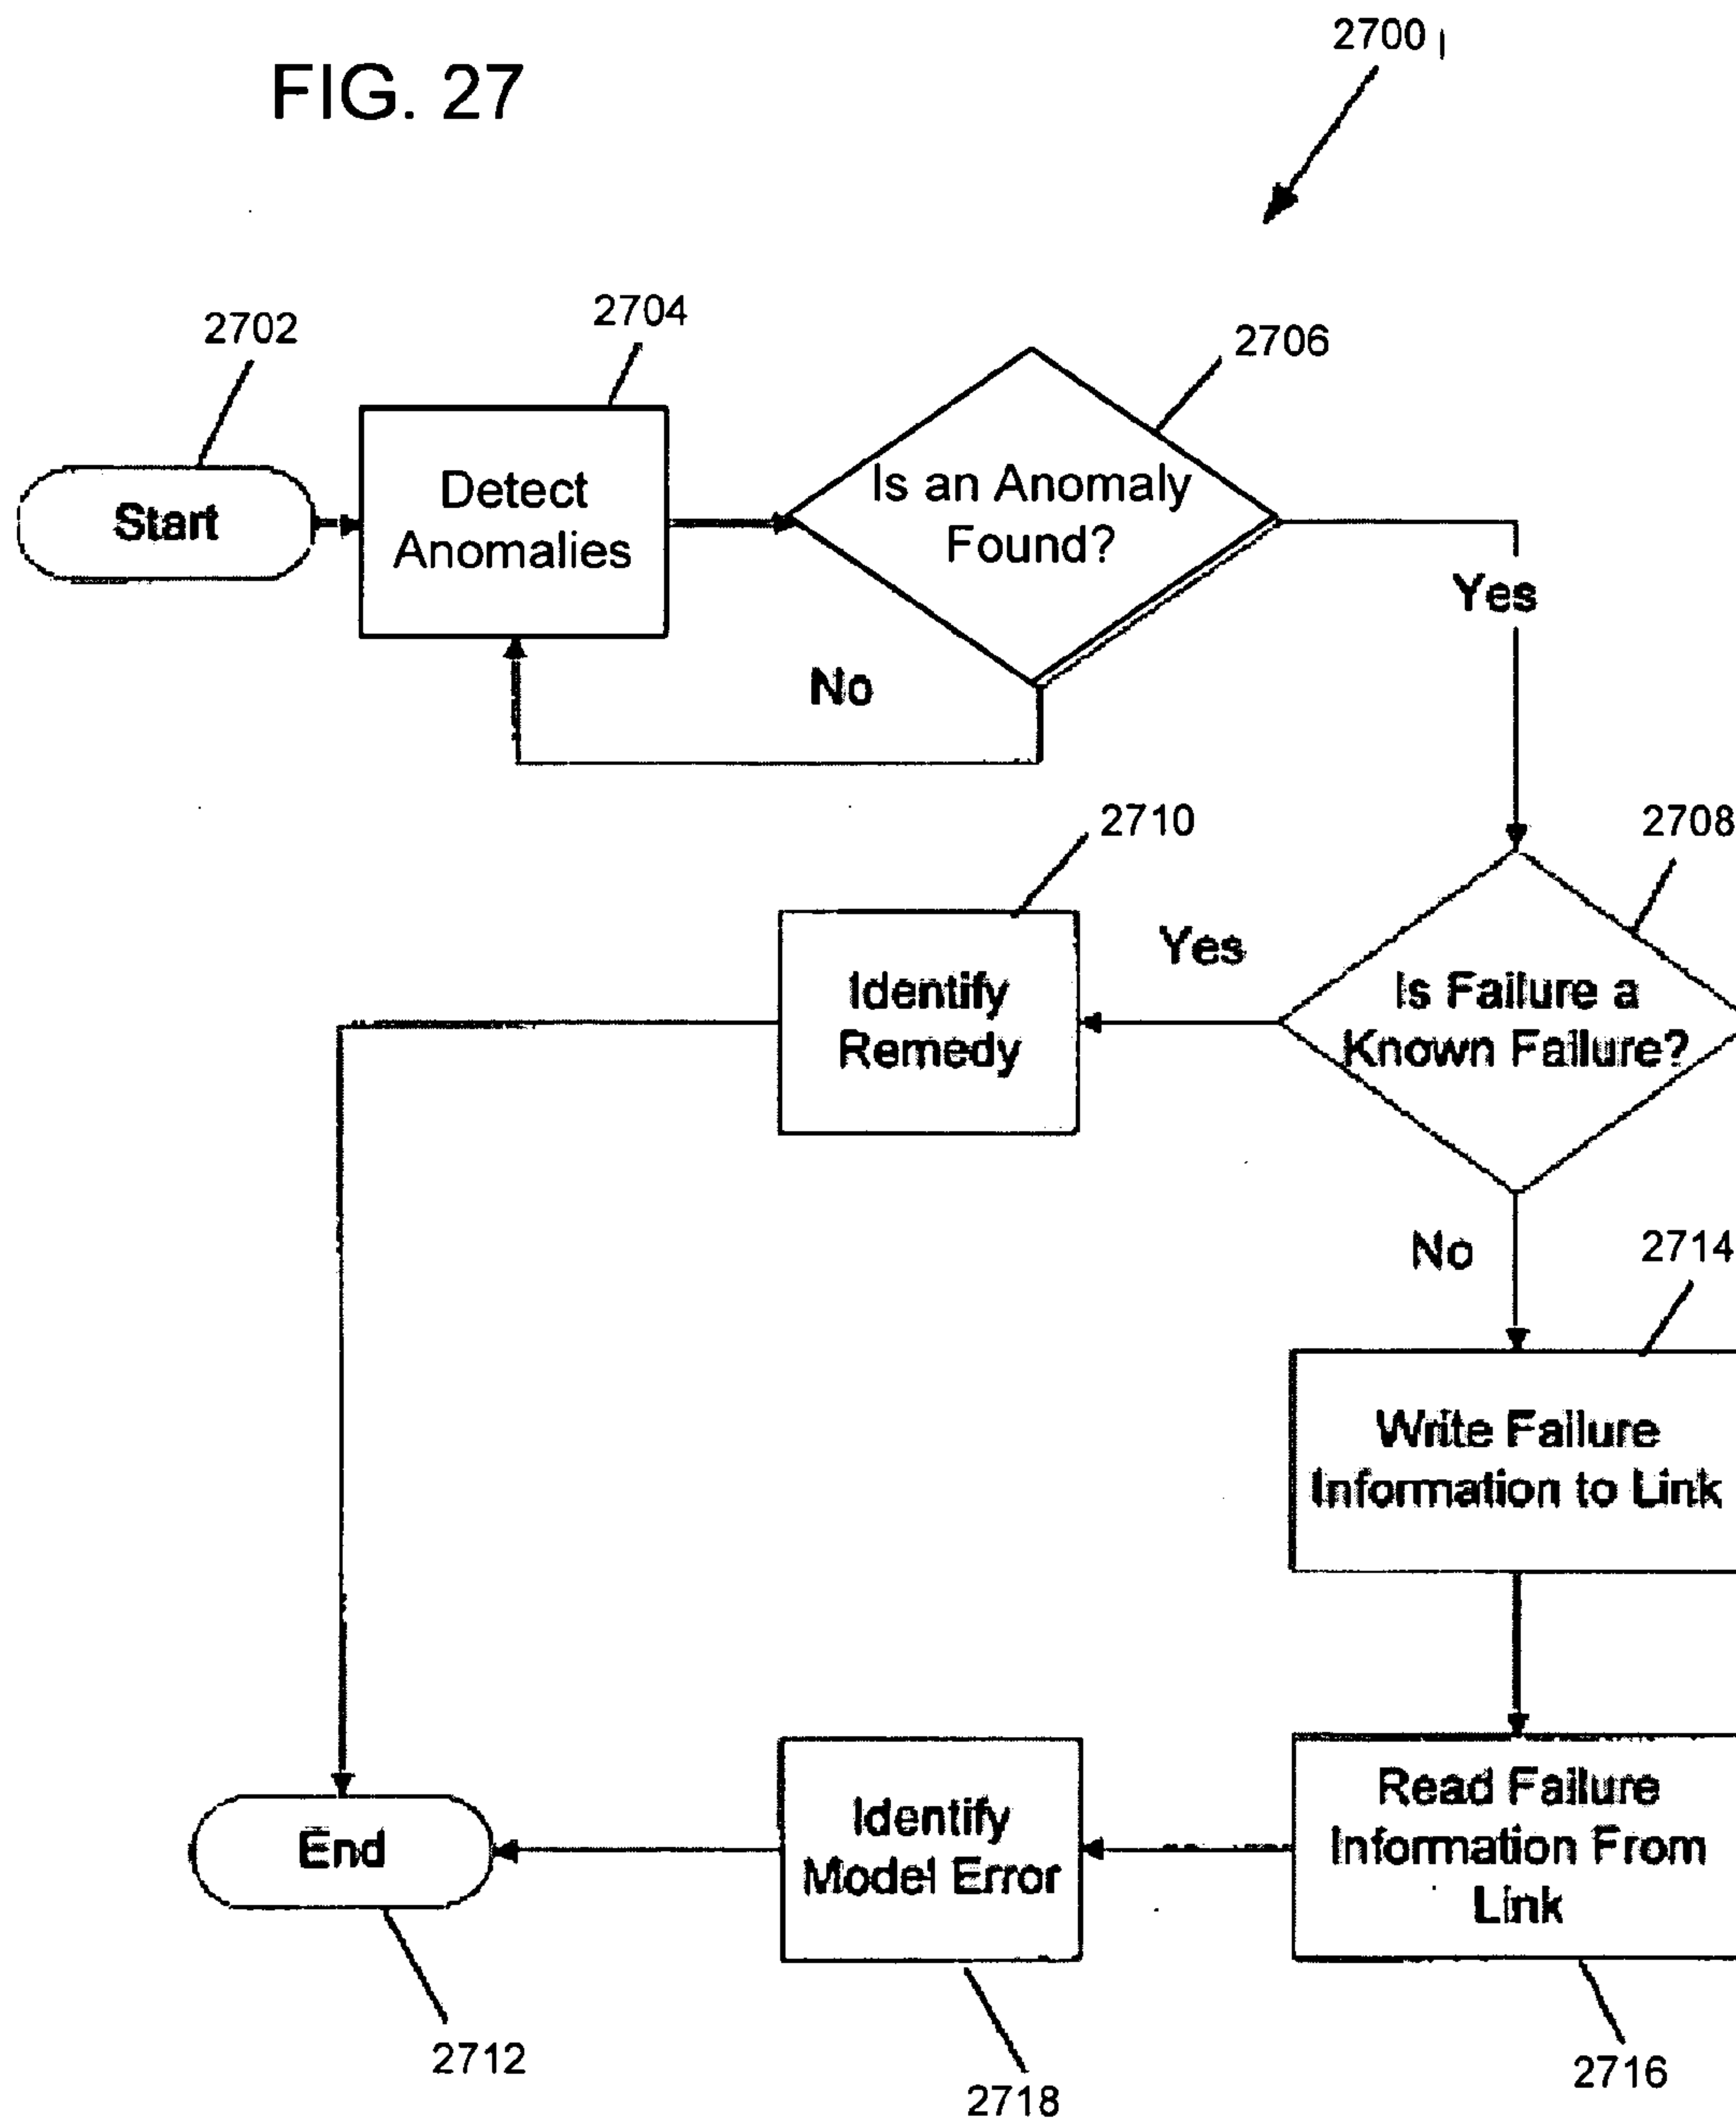 FIG. 27
2700
2702
2704
2706
Start
Detect
Anomalies
Is an Anomaly
Found?
Yes
No
2710
2708
Yes
Identify
Remedy
Is Failure a
Known Failure?
No
2714
Write Failure
Information to Link
End
Identify
Model Error
Read Failure
Information From
Link
2712
2718
2716